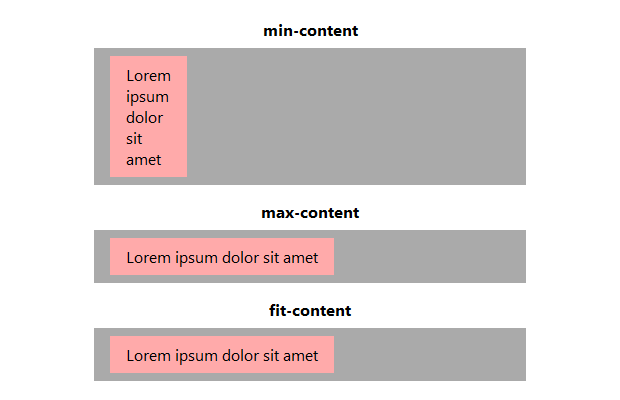 min-content
Lorem
ipsum
dolor
sit
amet
max-content
Lorem ipsum dolor sit amet
fit-content
Lorem ipsum dolor sit amet